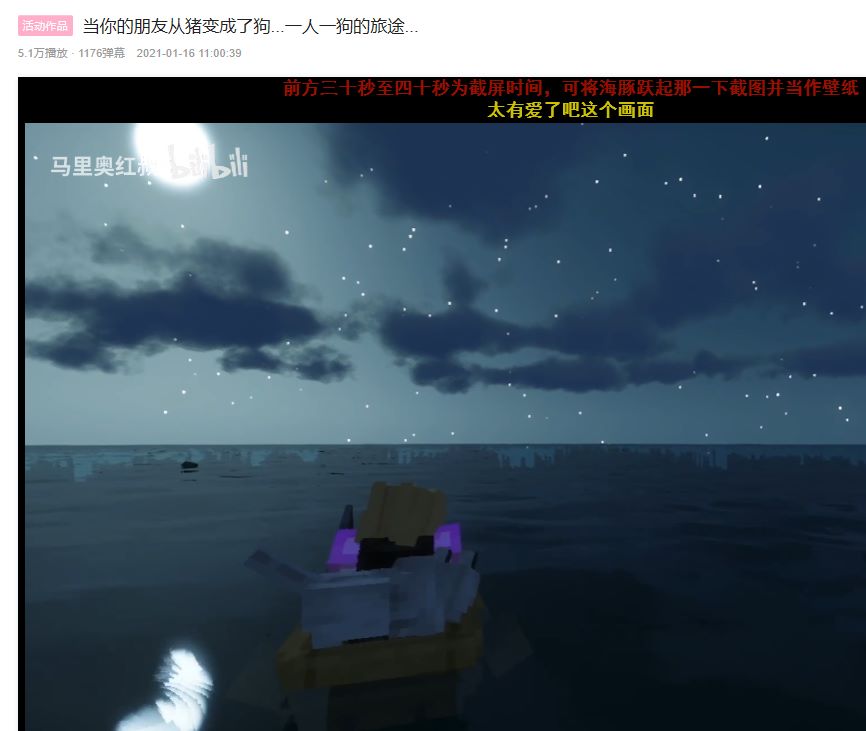 活动作品 当你的朋友从猪变成了狗...一人一狗的旅途...
5.1万播放 · 1176弹幕 2021-01-16 11:00:39
前方三十秒至四十秒为截屏时间，可将海豚跃起那一下截图并当作壁纸
太有爱了吧这个画面
马里奥红叔 bilibili